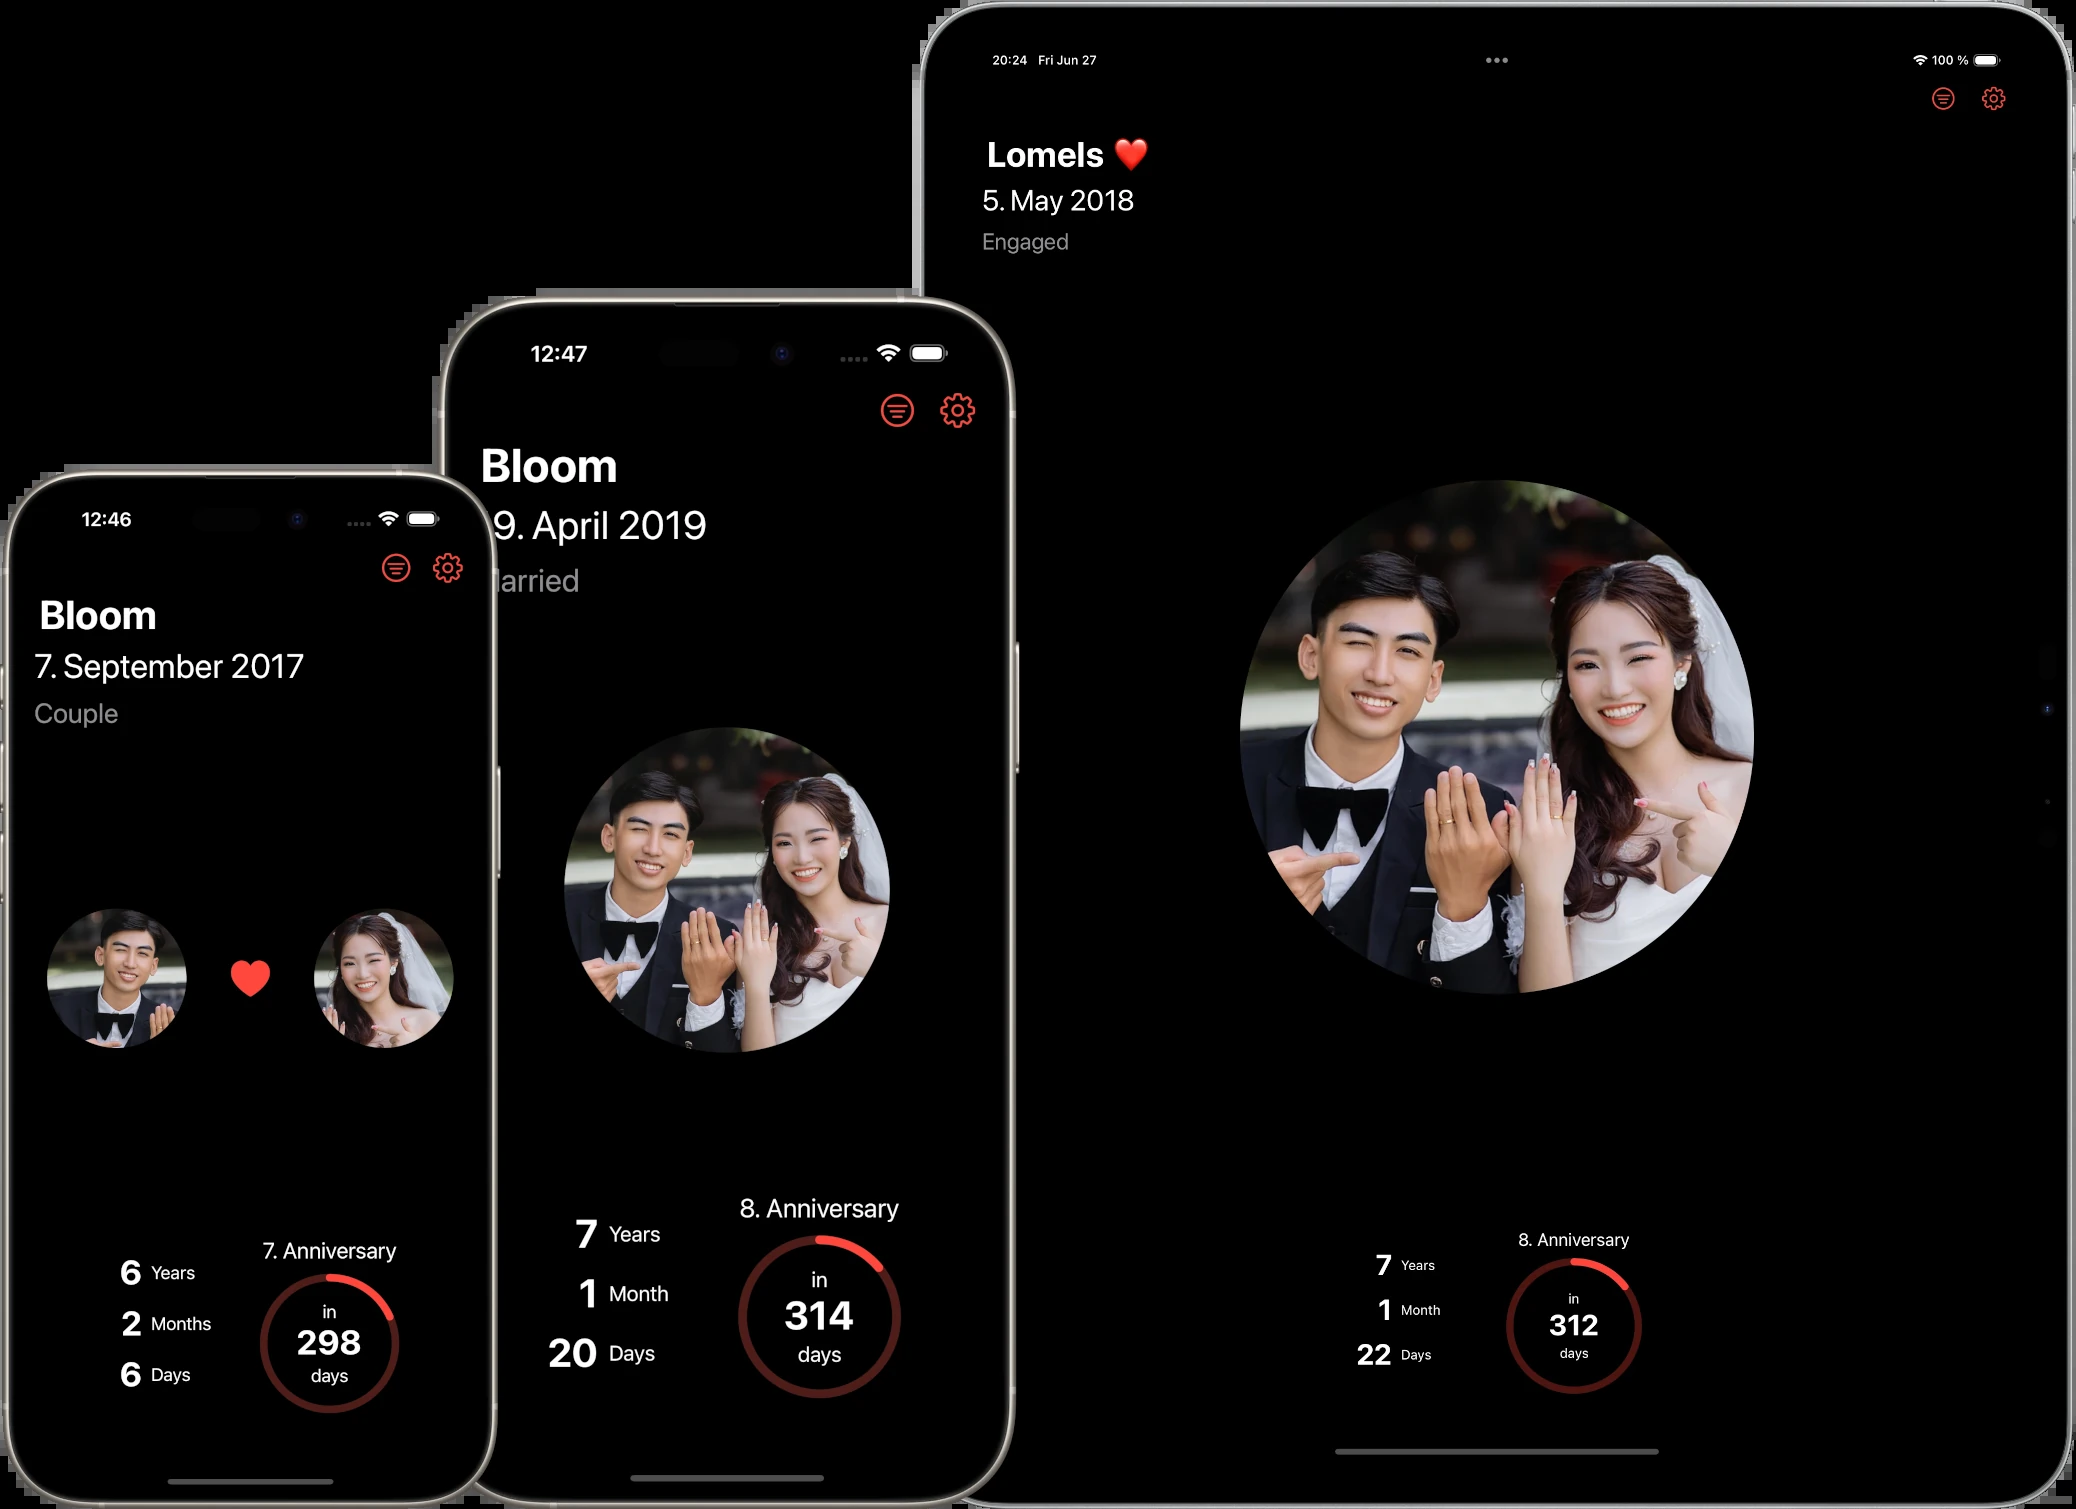 12:46
Bloom
7. September 2017
Couple
6 Years
2 Months
6 Days
7. Anniversary
in
298
days
12:47
Bloom
9. April 2019
arried
7 Years
1 Month
20 Days
8. Anniversary
in
314
days
20:24 Fri Jun 27
100 %
Lomels ❤️
5. May 2018
Engaged
7 Years
1 Month
22 Days
8. Anniversary
in
312
days